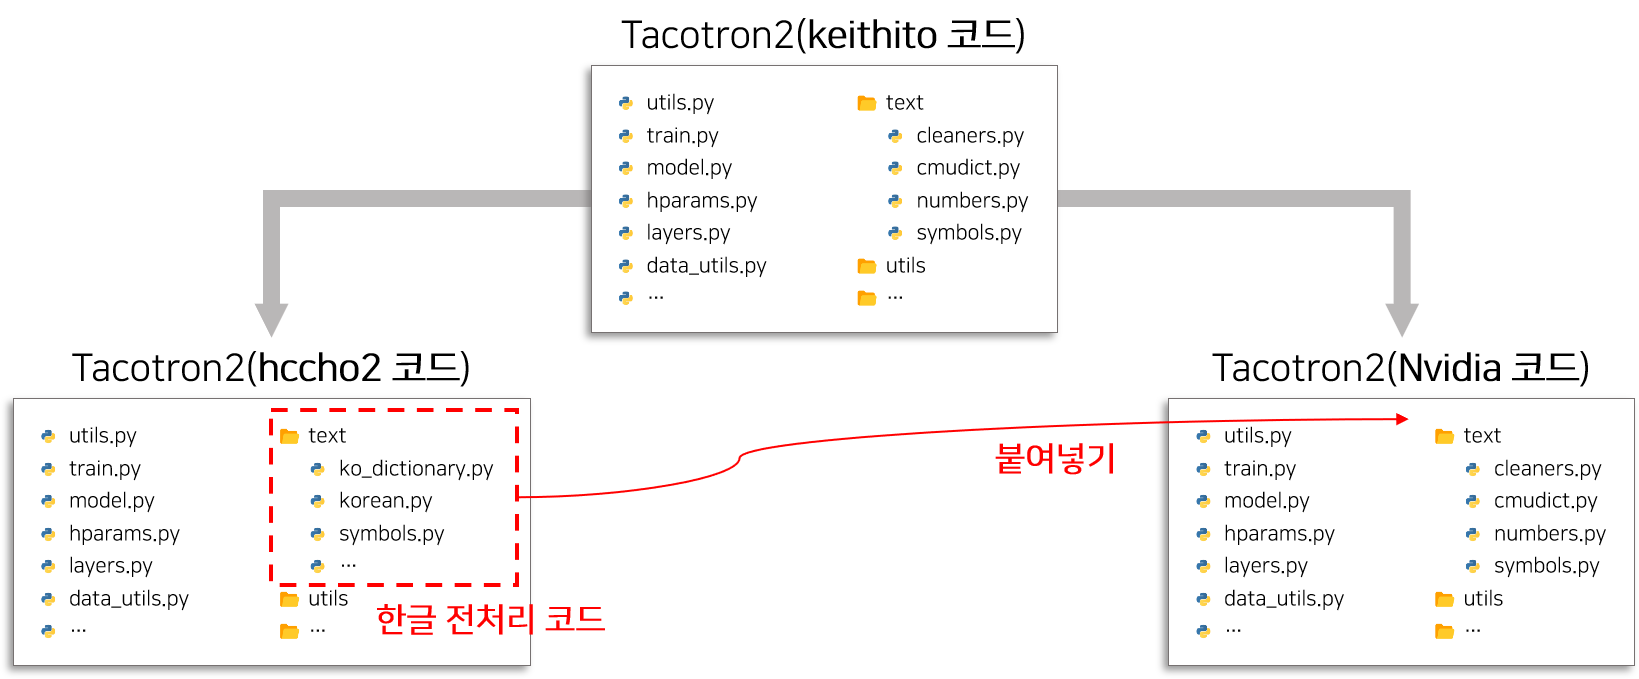 Tacotron2(keithito 코드)
utils.py
train.py
model.py
hparams.py
layers.py
data_utils.py
...
text
cleaners.py
cmudict.py
numbers.py
symbols.py
utils
...
Tacotron2(hccho2 코드)
utils.py
train.py
model.py
hparams.py
layers.py
data_utils.py
...
text
ko_dictionary.py
korean.py
symbols.py
...
utils
...
한글 전처리 코드
붙여넣기
Tacotron2(Nvidia 코드)
utils.py
train.py
model.py
hparams.py
layers.py
data_utils.py
...
text
cleaners.py
cmudict.py
numbers.py
symbols.py
utils
...